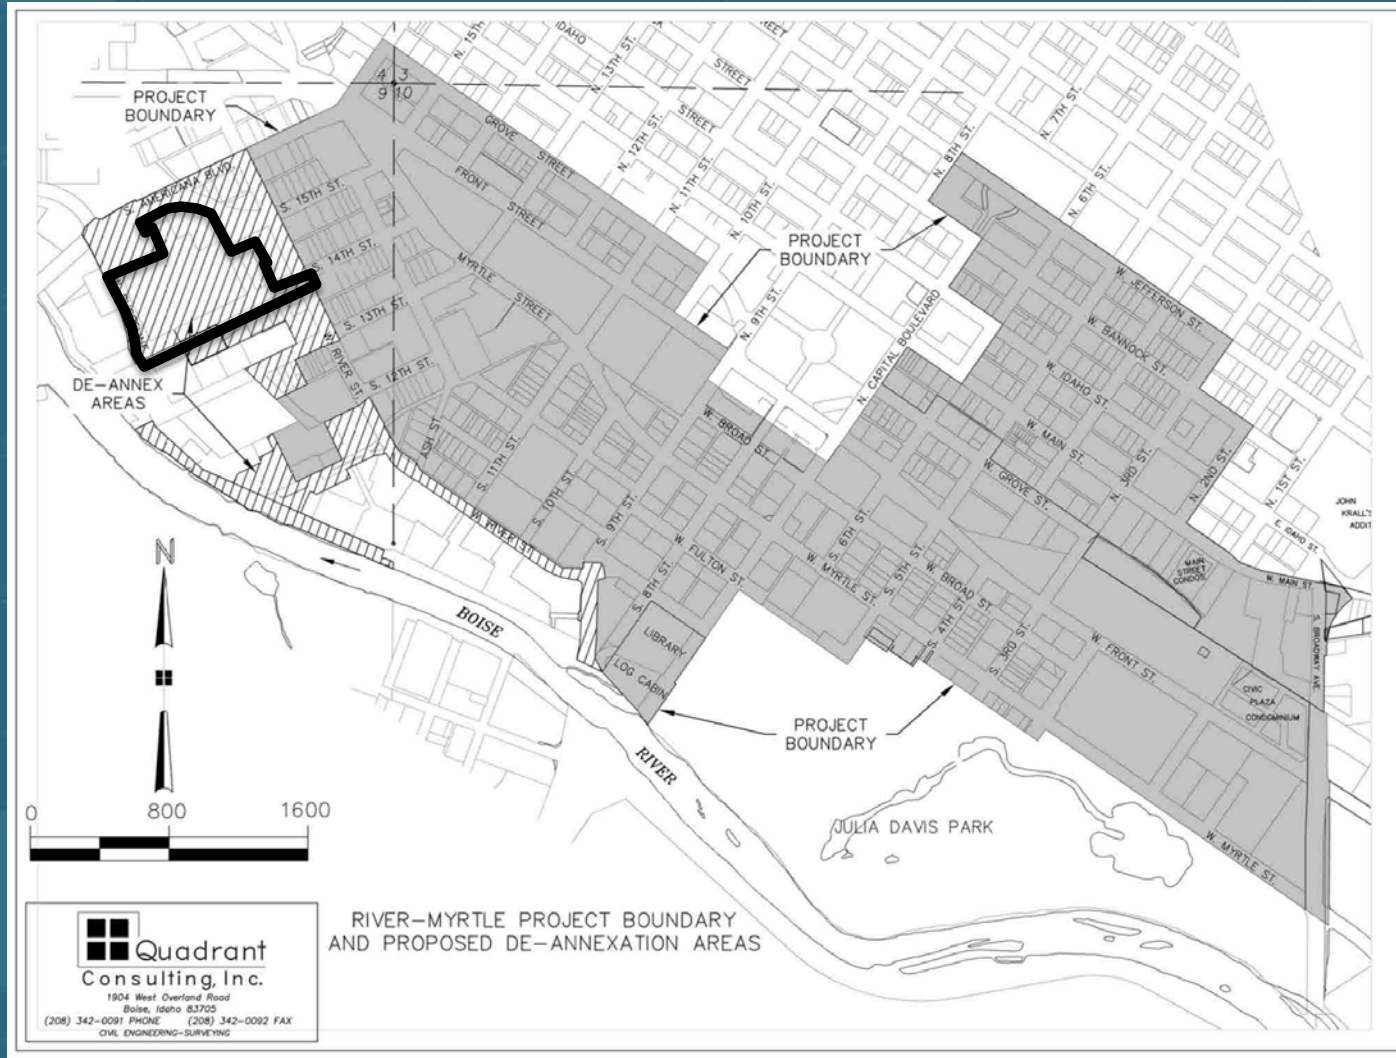 N. 15TH ST.
IDAHO
STREET
N. 13TH ST.
STREET
N. 12TH ST.
STREET
N. 11TH ST.
N. 10TH ST.
N. 9TH ST.
N. 8TH ST.
N. 7TH ST.
N. 6TH ST.
4 3
9 10
PROJECT
BOUNDARY
GROVE STREET
FRONT
STREET
S. AMERICANA BLVD.
S. 15TH ST.
S. 14TH ST.
S. 13TH ST.
S. 12TH ST.
MYRTLE
STREET
PROJECT
BOUNDARY
N. CAPITAL BOULEVARD
W. JEFFERSON ST.
W. BANNOCK ST.
W. IDAHO ST.
W. MAIN ST.
W. GROVE ST.
N. 3RD ST.
N. 2ND ST.
N. 1ST ST.
E. IDAHO ST.
JOHN
KRALL'S
ADDIT
DE-ANNEX
AREAS
W. RIVER ST.
ASH ST.
S. 11TH ST.
S. 10TH ST.
S. 9TH ST.
S. 8TH ST.
W. BROAD ST.
W. RIVER ST.
W. FULTON ST.
W. MYRTLE ST.
S. 6TH ST.
S. 5TH ST.
S. 4TH ST.
S. 3RD ST.
W. BROAD ST.
W. FRONT ST.
MAIN
STREET
CONDOS.
W. MAIN ST.
S. BROADWAY AVE.
CIVIC
PLAZA
CONDOMINIUM
LIBRARY
LOG CABIN
N
BOISE
RIVER
PROJECT
BOUNDARY
JULIA DAVIS PARK
W. MYRTLE ST.
0 800 1600
RIVER-MYRTLE PROJECT BOUNDARY
AND PROPOSED DE-ANNEXATION AREAS
Quadrant
Consulting, Inc.
1904 West Overland Road
Boise, Idaho 83705
(208) 342-0091 PHONE (208) 342-0092 FAX
CIVIL ENGINEERING-SURVEYING